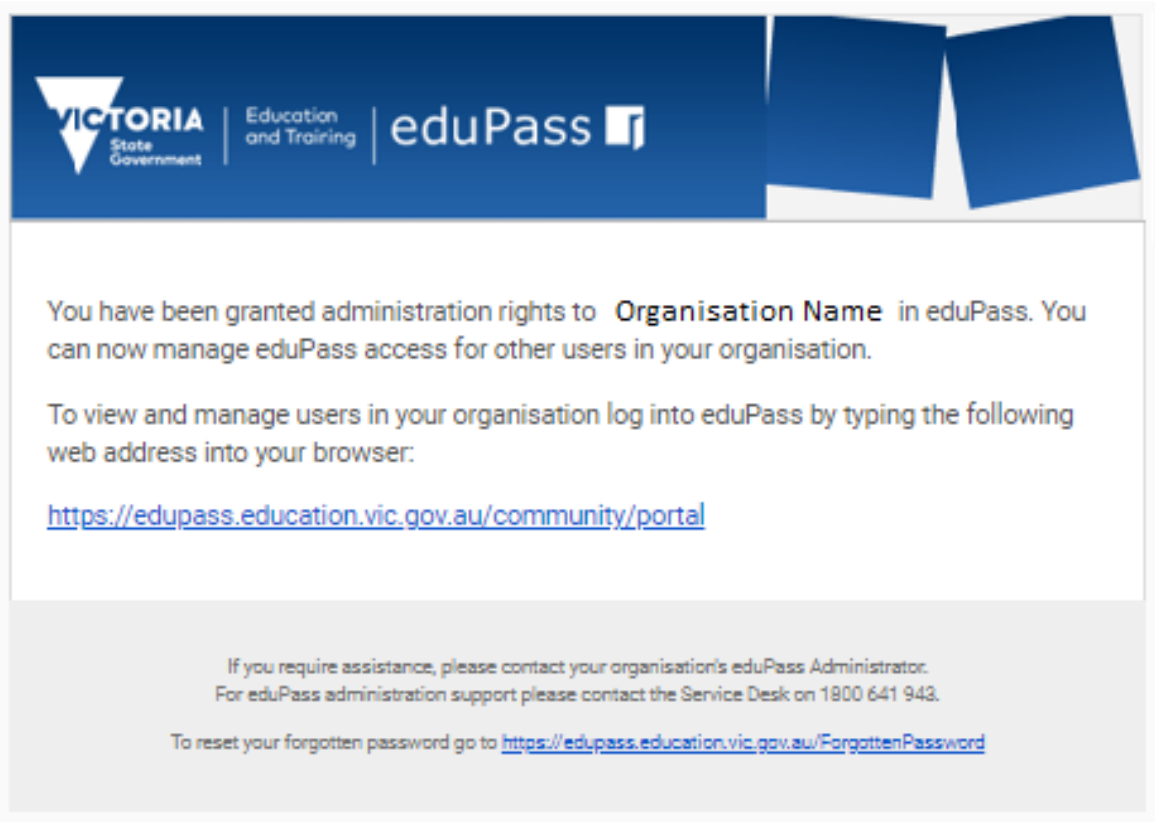 VICTORIA
State
Government
Education
and Training
eduPass
You have been granted administration rights to Organisation Name in eduPass. You
can now manage eduPass access for other users in your organisation.
To view and manage users in your organisation log into eduPass by typing the following
web address into your browser:
https://edupass.education.vic.gov.au/community/portal
If you require assistance, please contact your organisation's eduPass Administrator.
For eduPass administration support please contact the Service Desk on 1800 641 943.
To reset your forgotten password go to https://edupass.education.vic.gov.au/ForgottenPassword